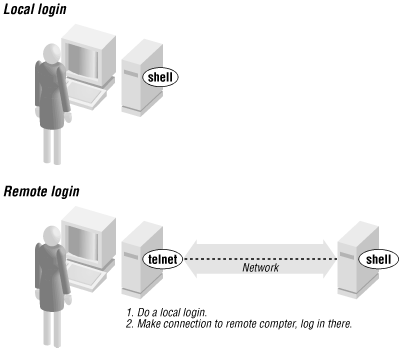 Local login
shell
Remote login
telnet
shell
Network
1. Do a local login.
2. Make connection to remote compter, log in there.